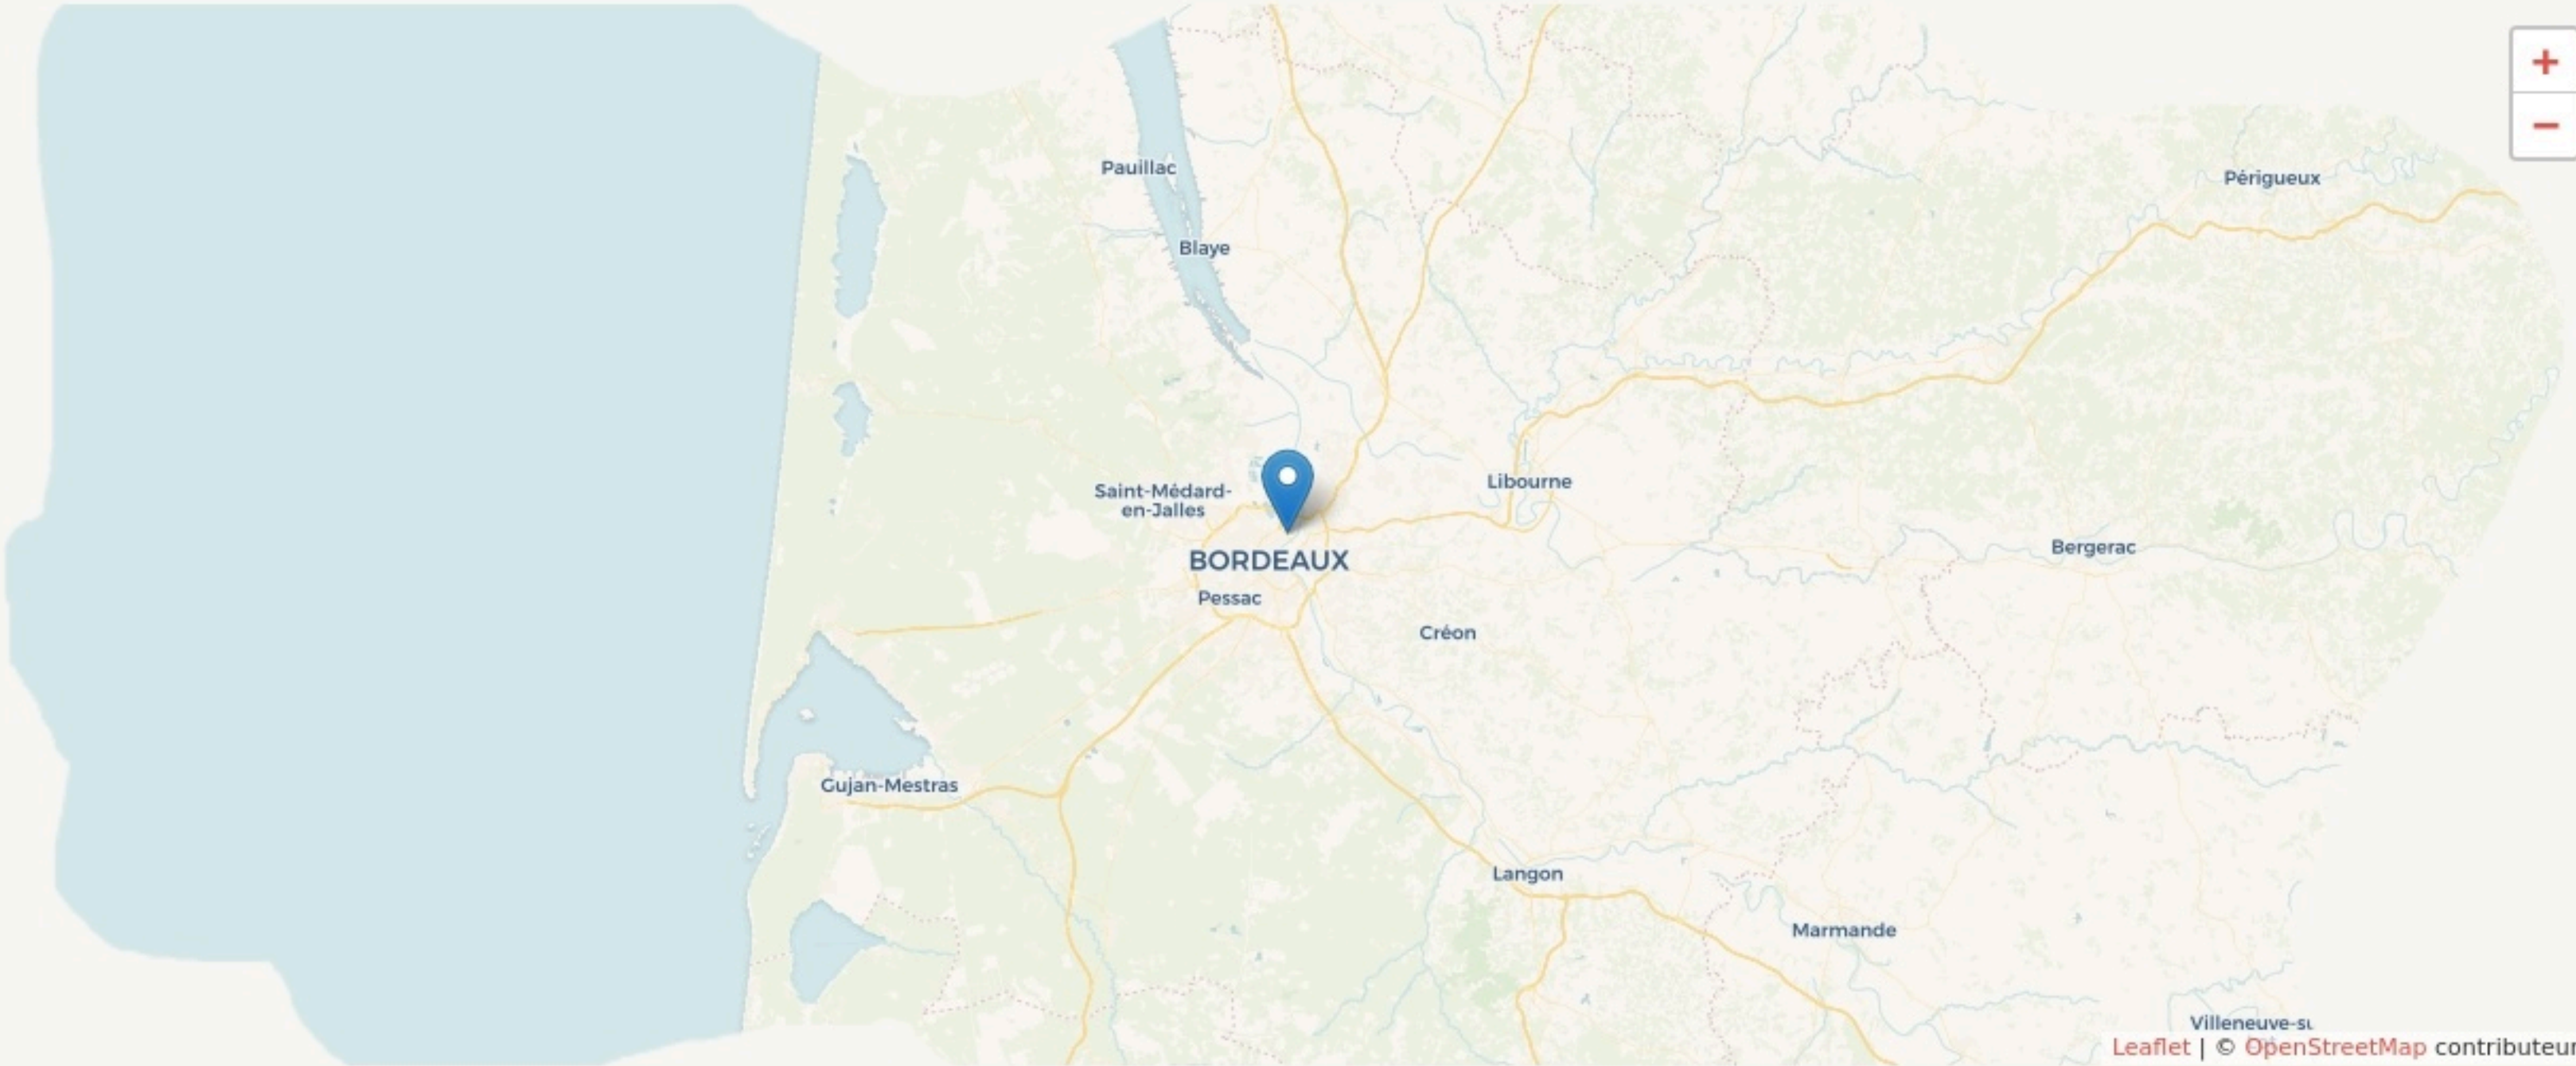 +
−
Pauillac
Périgueux
Blaye
Libourne
Saint-Médard-
en-Jalles
Bergerac
BORDEAUX
Pessac
Créon
Gujan-Mestras
Langon
Marmande
Villeneuve-su
Leaflet | © OpenStreetMap contributeur